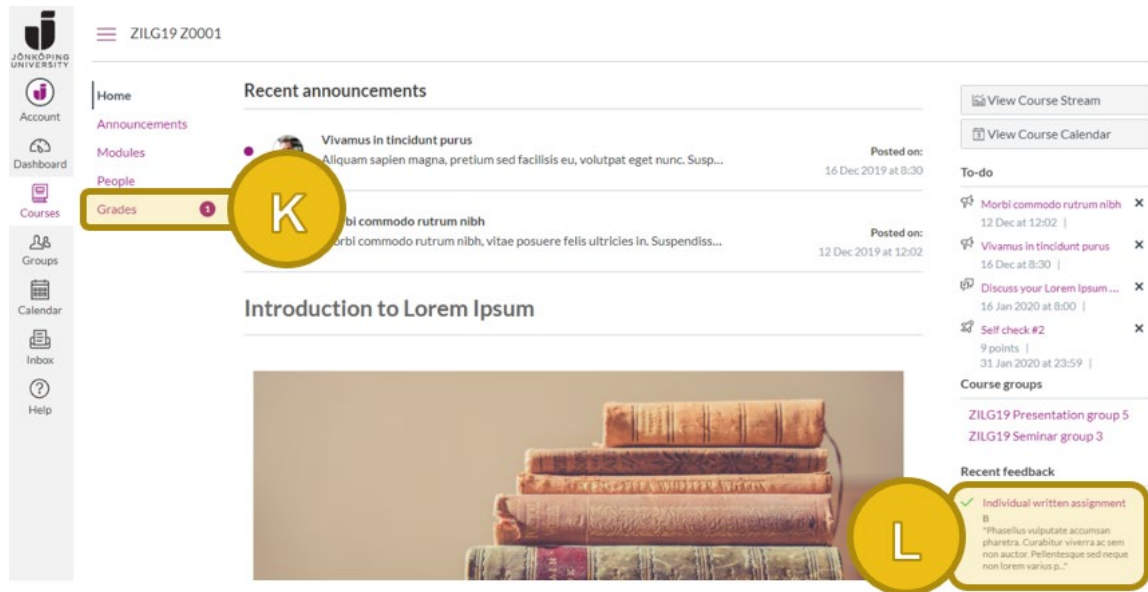 JÖNKÖPING
UNIVERSITY
Account
Dashboard
Courses
Groups
Calendar
Inbox
Help
ZILG19 Z0001
Home
Announcements
Modules
People
Grades 1
K
Recent announcements
Vivamus in tincidunt purus
Aliquam sapien magna, pretium sed facilisis eu, volutpat eget nunc. Susp...
Posted on:
16 Dec 2019 at 8:30
commodo rutrum nibh
commodo rutrum nibh, vitae posuere felis ultricies in. Suspendiss...
Posted on:
12 Dec 2019 at 12:02
Introduction to Lorem Ipsum
View Course Stream
View Course Calendar
To-do
Morbi commodo rutrum nibh
12 Dec at 12:02 |
Vivamus in tincidunt purus
16 Dec at 8:30 |
Discuss your Lorem Ipsum ...
16 Jan 2020 at 8:00 |
Self check #2
9 points |
31 Jan 2020 at 23:59 |
Course groups
ZILG19 Presentation group 5
ZILG19 Seminar group 3
Recent feedback
L
Individual written assignment
B
"Phasellus vulputate accumsan
pharetra. Curabitur viverra ac sem
non auctor. Pellentesque sed neque
non lorem varius p..."